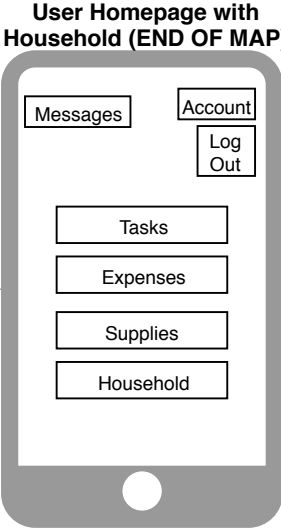 User Homepage with
Household (END OF MAP)
Messages
Account
Log
Out
Tasks
Expenses
Supplies
Household